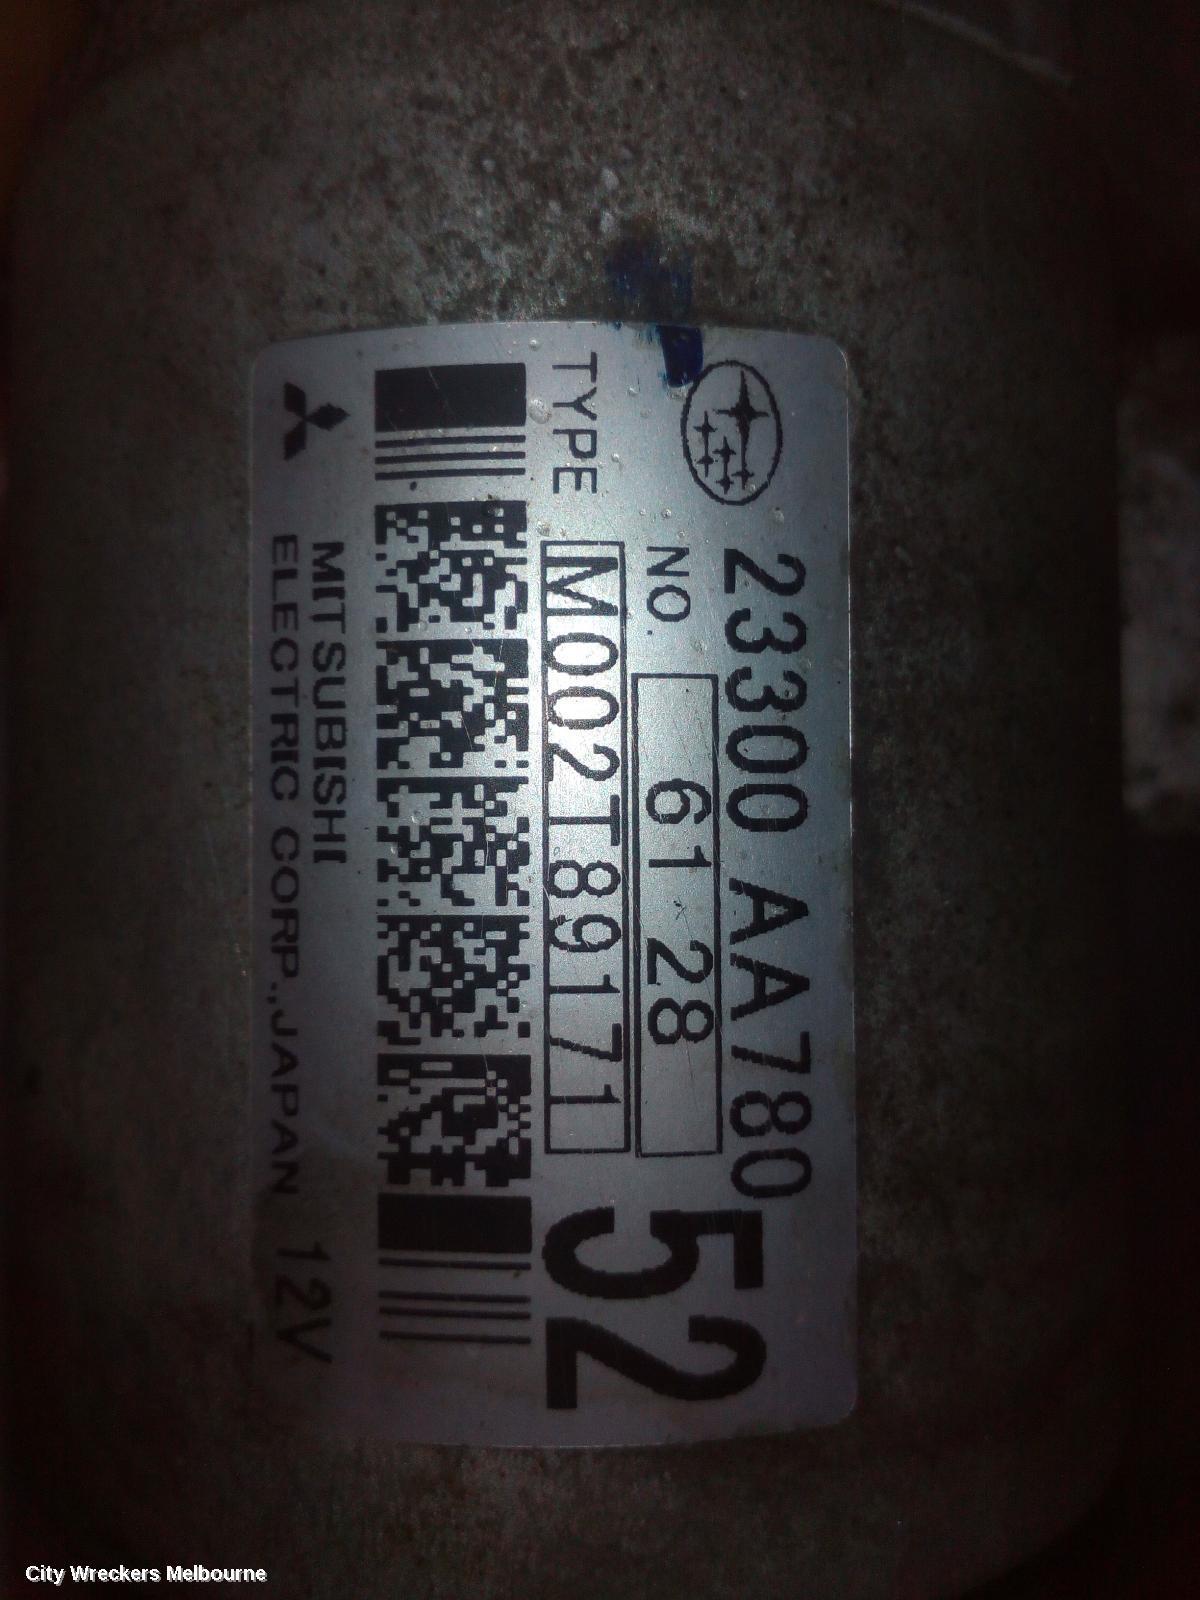 23300 AA780
NO. 61 28
TYPE M002T89171
52
MITSUBISHI
ELECTRIC CORP., JAPAN 12V
City Wreckers Melbourne